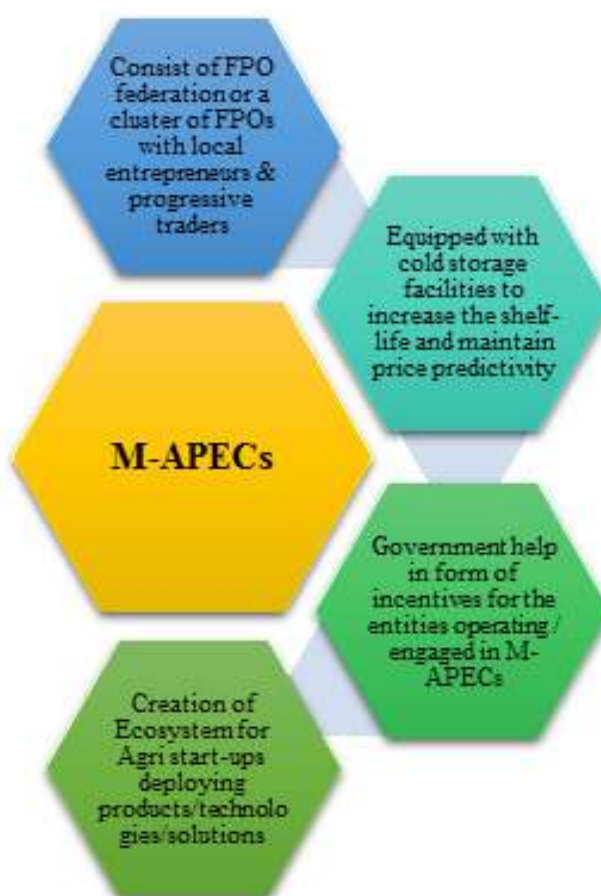 Consist of FPO
federation or a
cluster of FPOs
with local
entrepreneurs &
progressive
traders
Equipped with
cold storage
facilities to
increase the shelf-
life and maintain
price predictivity
M-APECs
Government help
in form of
incentives for the
entities operating /
engaged in M-
APECs
Creation of
Ecosystem for
Agri start-ups
deploying
products/technolo
gies/solutions